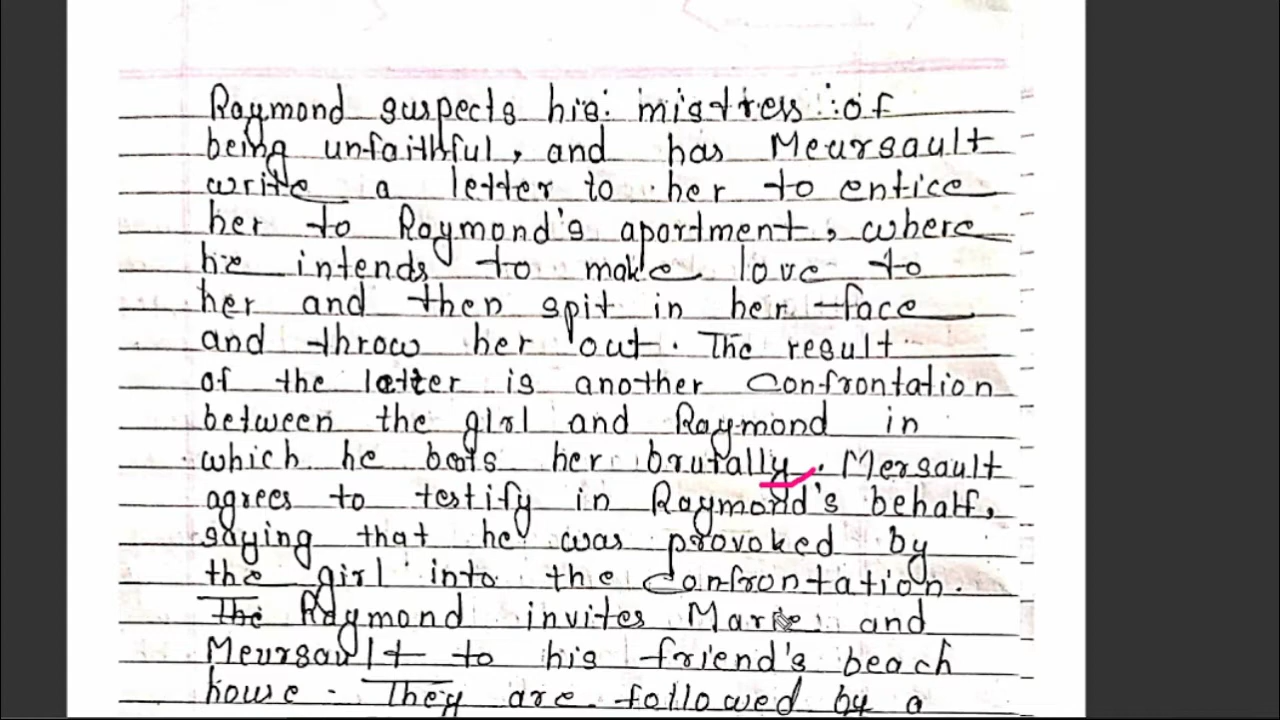 Raymond suspects his mistress of
being unfaithful, and has Meursault
write a letter to her to entice
her to Raymond's apartment, where
he intends to make love to
her and then spit in her face
and throw her out. The result
of the letter is another Confrontation
between the girl and Raymond in
which he beats her brutally. Mersault
agrees to testify in Raymond's behalf,
saying that he was provoked by
the girl into the Confrontation.
The Raymond invites Marie and
Meursault to his friend's beach
house. They are followed by a